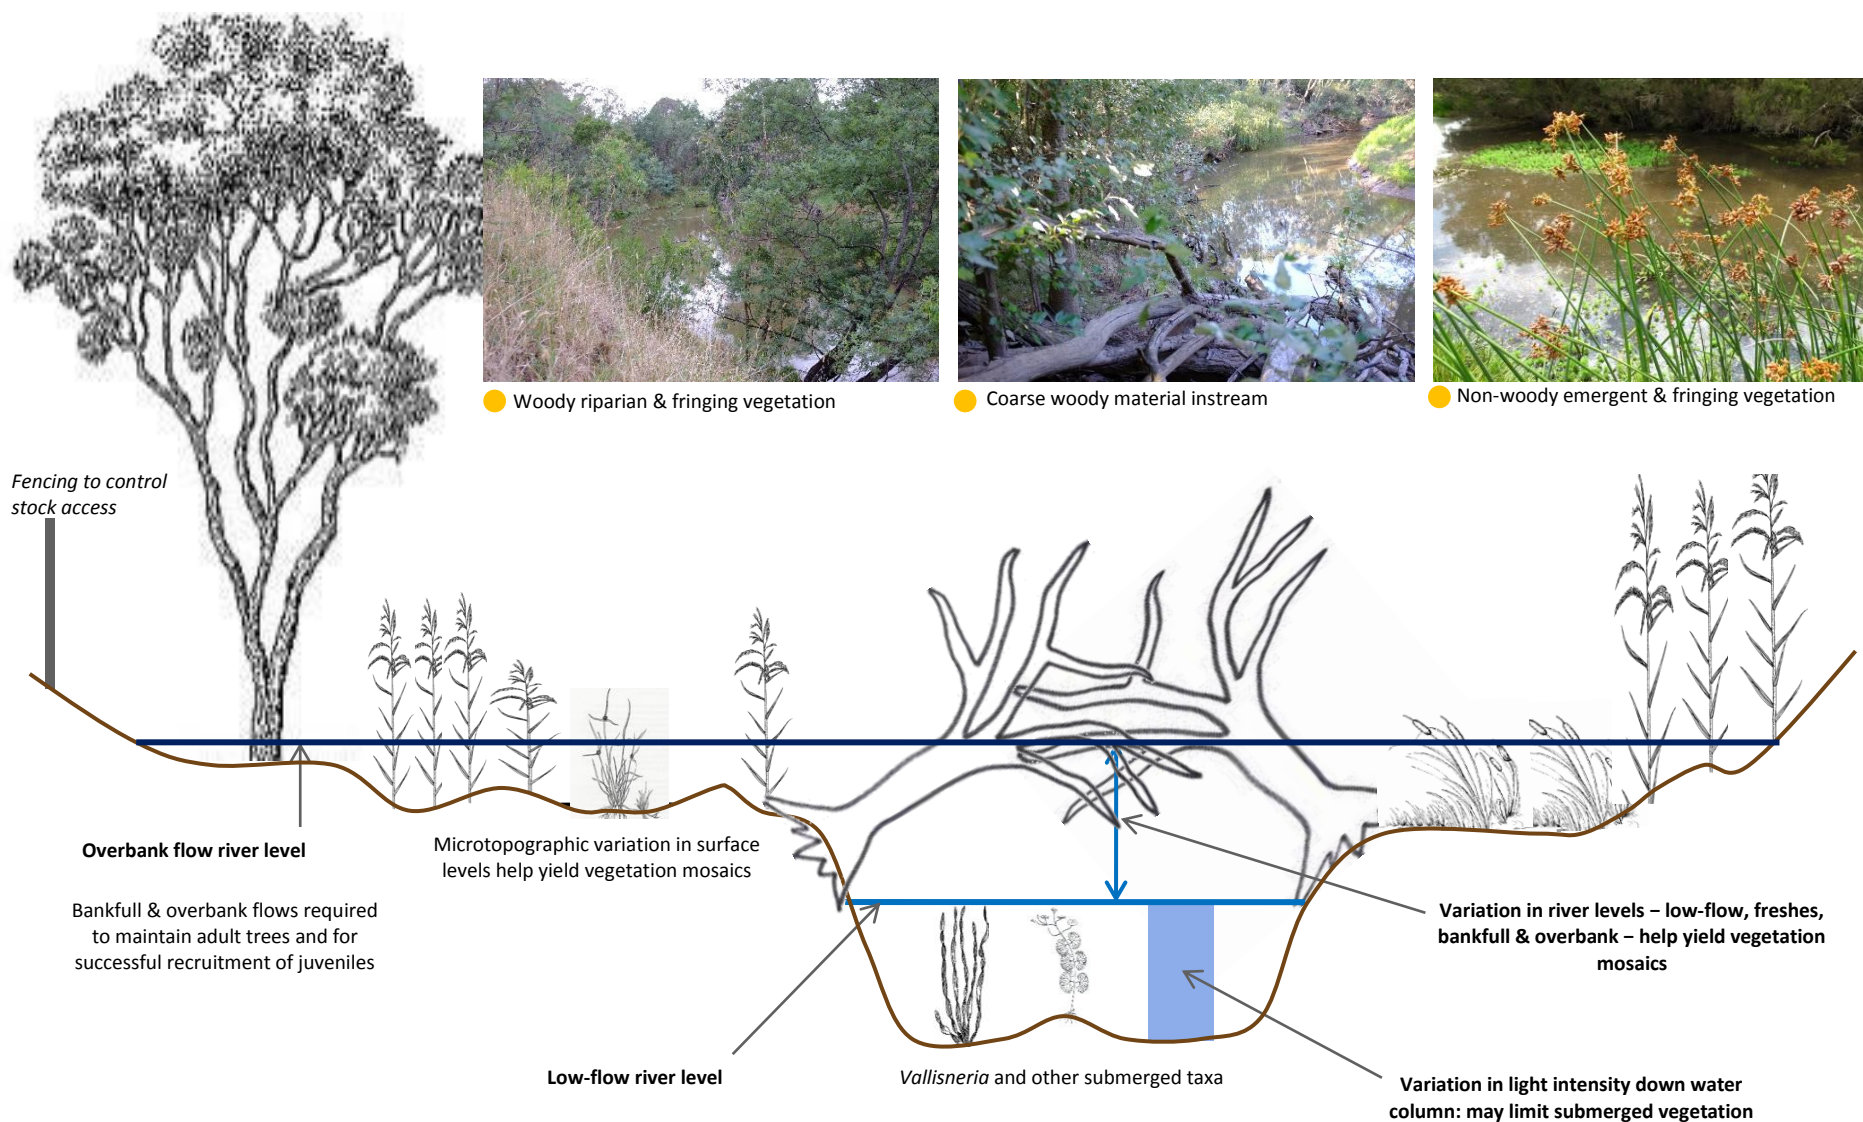 Woody riparian & fringing vegetation
Coarse woody material instream
Non-woody emergent & fringing vegetation
Fencing to control
stock access
Overbank flow river level
Bankfull & overbank flows required
to maintain adult trees and for
successful recruitment of juveniles
Microtopographic variation in surface
levels help yield vegetation mosaics
Variation in river levels – low-flow, freshes,
bankfull & overbank – help yield vegetation
mosaics
Low-flow river level
Vallisneria and other submerged taxa
Variation in light intensity down water
column: may limit submerged vegetation